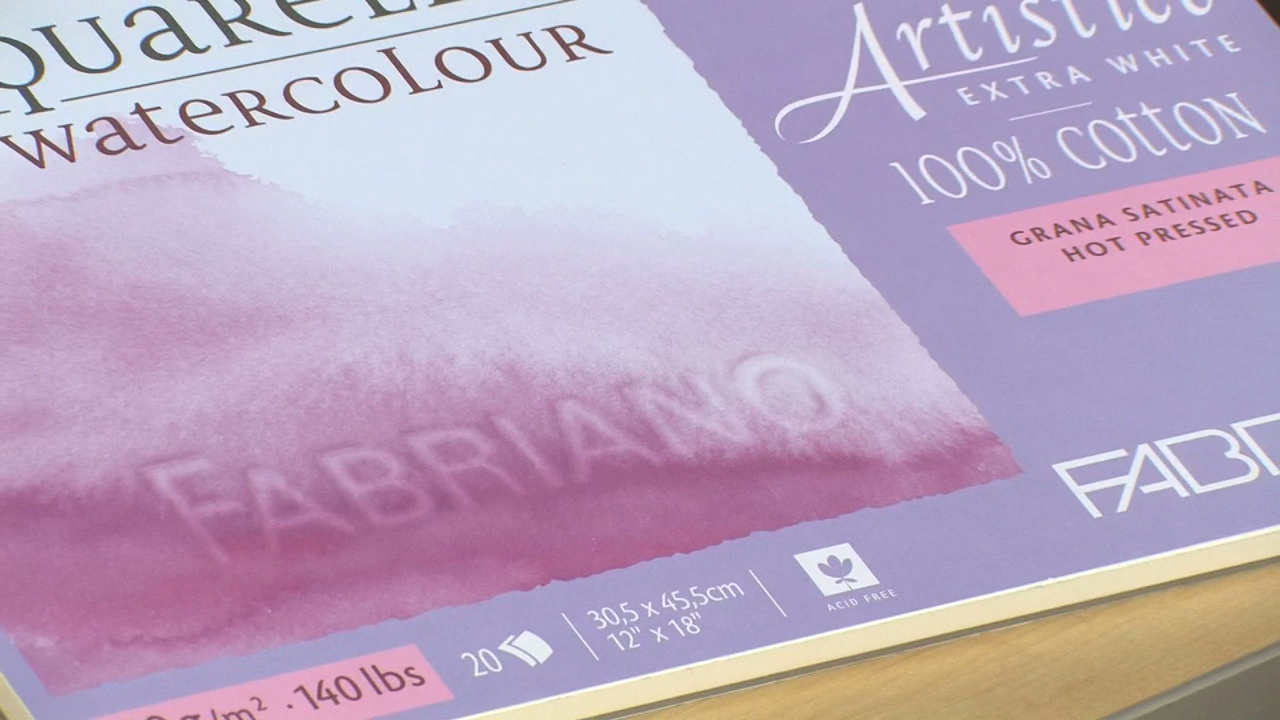 watercolour
Artistico
EXTRA WHITE
100% cotton
GRANA SATINATA
HOT PRESSED
FABRIANO
20
30,5 x 45,5cm
12" x 18"
ACID FREE
g/m² . 140 lbs